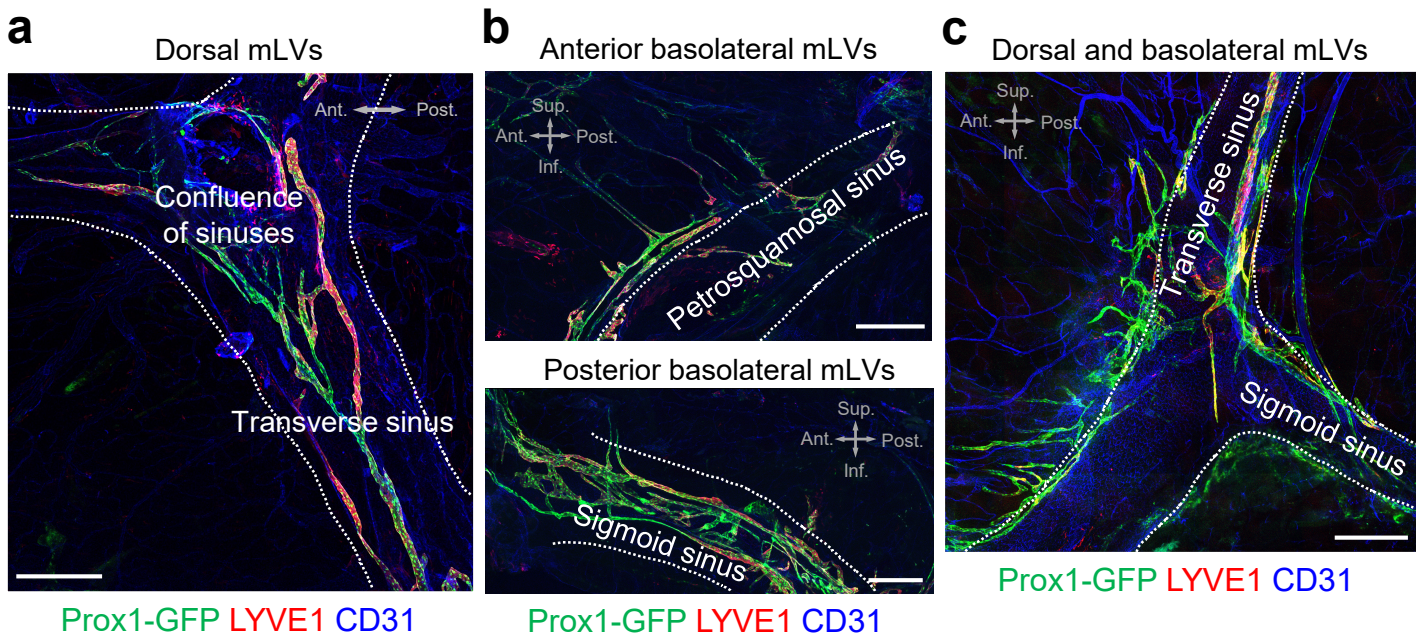 a
Dorsal mLVs
Ant. Post.
Confluence
of sinuses
Transverse sinus
Prox1-GFP LYVE1 CD31
b
Anterior basolateral mLVs
Sup.
Ant. Post.
Inf.
Petrosquamosal sinus
Posterior basolateral mLVs
Sup.
Ant. Post.
Inf.
Sigmoid sinus
Prox1-GFP LYVE1 CD31
c
Dorsal and basolateral mLVs
Sup.
Ant. Post.
Inf.
Transverse sinus
Sigmoid sinus
Prox1-GFP LYVE1 CD31